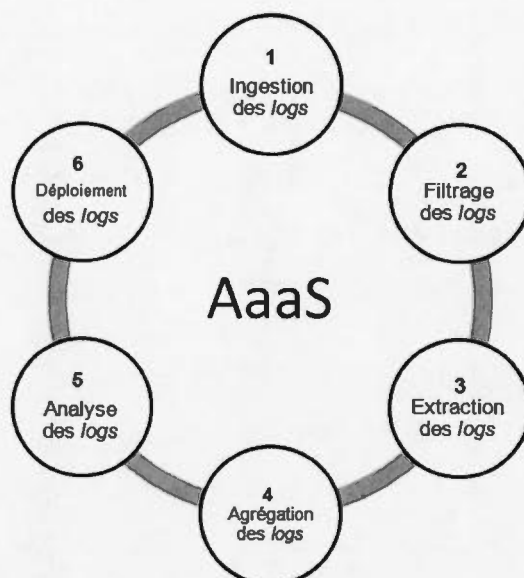 1
Ingestion
des logs
2
Filtrage
des logs
3
Extraction
des logs
4
Agrégation
des logs
5
Analyse
des logs
6
Déploiement
des logs
AaaS